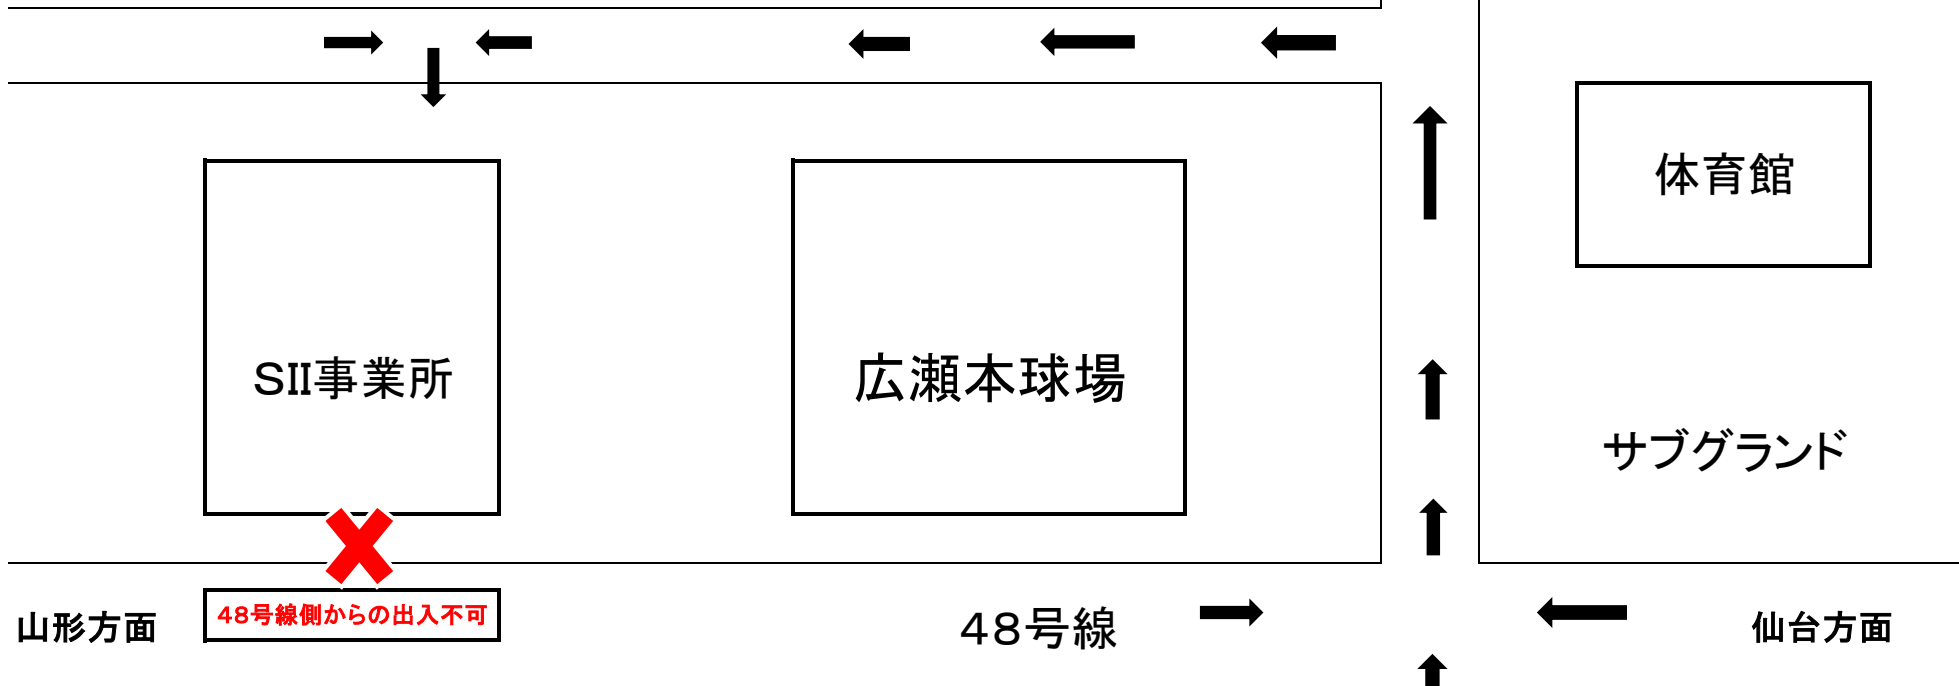 体育館
SII事業所
広瀬本球場
サブグランド
48号線側からの出入不可
山形方面
48号線
仙台方面